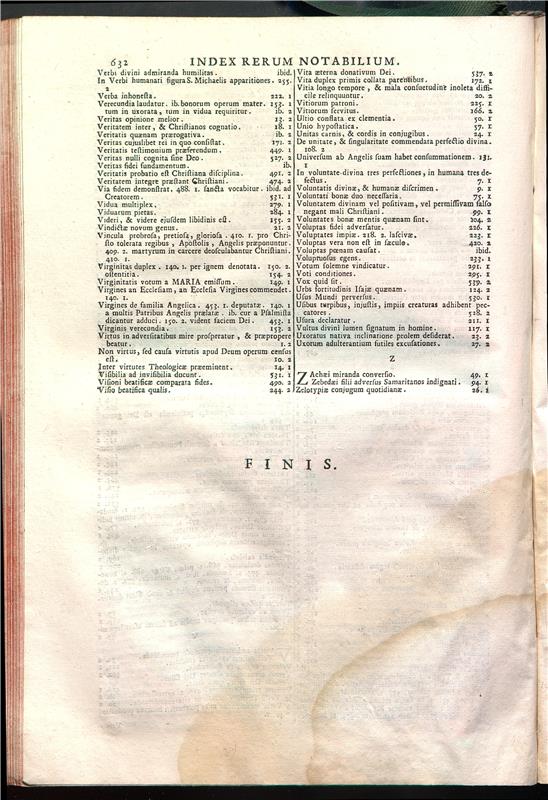 632 INDEX RERUM NOTABILIUM.
Verbi divini admiranda humilitas. ibid.
In Verbi humanati figura S. Michaelis apparitiones. 255.
2
Verba inhonesta. 222. 1
Verecundia laudatur. ib. bonorum operum mater. 153. 1
tum in exorata, tum in vidua requiritur. ib. 2
Veritas opinione melior. 13. 2
Veritatem inter, & Christianos cognatio. 18. 1
Veritatis quænam prærogativa. ib. 2
Veritas cujuslibet rei in quo consistat. 171. 2
Veritatis testimonium præferendum. 449. 1
Veritas nulli cognita sine Deo. 527. 2
Veritas fidei fundamentum. ib.
Veritatis probatio est Christiana disciplina. 491. 2
Veritatem integre præstant Christiani. 474. 2
Via fidem demonstrat. 488. 1. sancta vocabitur. ibid. ad
Creatorem. 531. 1
Vidua multiplex. 279. 1
Viduarum pietas. 284. 1
Videri, & videre ejusdem libidinis est. 155. 2
Vindictæ novum genus. 21. 2
Vincula probrosa, pretiosa, gloriosa. 410. 1. pro Chri-
sto tolerata regibus, Apostolis, Angelis præponuntur.
409. 2. martyrum in carcere deosculabantur Christiani.
410. 1.
Virginitas duplex. 140. 1. per ignem denotata. 150. 2.
ostentitia. 154. 2
Virginitatis votum a MARIA emissum. 149. 1
Virgines an Ecclesiam, an Ecclesia Virgines commendet.
140. 1.
Virgines de familia Angelica. 453. 1. deputatæ. 140. 1
a multis Patribus Angelis prælatæ. ib. cur a Psalmista
dicantur adduci. 150. 2. vident faciem Dei. 453. 1
Virginis verecundia. 153. 2
Virtus in adversitatibus mire prosperatur, & præpropere
beatur. 1. 2
Non virtus, sed causa virtutis apud Deum operum census
est. 10. 2
Inter virtutes Theologicæ præeminent. 14. 1
Visibilia ad invisibilia ducunt. 531. 1
Visioni beatificæ comparata fides. 490. 2
Visio beatifica qualis. 244. 2
Vita æterna donativum Dei. 537. 2
Vita duplex primis collata parentibus. 172. 1
Vitia longo tempore, & mala consuetudine inoleta diffi-
cile relinquuntur. 20. 2
Vitiorum patroni. 225. 1
Vitiorum servitus. 166. 2
Ultio conflata ex clementia. 50. 1
Unio hypostatica. 57. 1
Unitas carnis, & cordis in conjugibus. 24. 1
De unitate, & singularitate commendata perfectio divina.
108. 2
Universum ab Angelis suam habet consummationem. 131.
1
In voluntate divina tres perfectiones, in humana tres de-
fectus. 7. 1
Voluntatis divinæ, & humanæ discrimen. 9. 1
Voluntati bonæ duo necessaria. 75. 1
Voluntatem divinam vel positivam, vel permissivam falso
negant mali Christiani. 99. 1
Voluntates bonæ mentis quænam sint. 204. 2
Voluptas fidei adversatur. 226. 1
Voluptates impiæ. 218. 2. lascivæ. 223. 1
Voluptas vera non est in sæculo. 420. 2
Voluptas pœnam causat. ibid.
Voluptuosus egens. 233. 1
Votum solemne vindicatur. 291. 1
Voti conditiones. 295. 1
Vox quid sit. 539. 2
Urbs fortitudinis Isajæ quænam. 124. 2
Usus Mundi perversus. 530. 1
Usibus turpibus, injustis, impiis creaturas adhibent pec-
catores. 528. 2
Usura declaratur. 211. 1
Vultus divini lumen signatum in homine. 117. 1
Uxoratus nativa inclinatione prolem desiderat. 23. 2
Uxorum adulterantium futiles excusationes. 27. 2
Z
ZAchæi miranda conversio. 49. 1
Zebedæi filii adversus Samaritanos indignati. 94. 1
Zelotypiæ conjugum quotidianæ. 26. 1
FINIS.